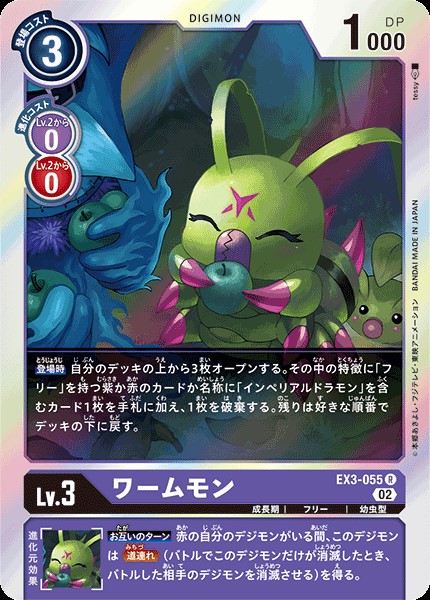 登場コスト
3
DIGIMON
DP
1000
進化コスト
Lv.2から
0
Lv.2から
0
tessy
©本郷あきよし・フジテレビ・東映アニメーション BANDAI MADE IN JAPAN
登場時 自分のデッキの上から3枚オープンする。その中の特徴に「フ
リー」を持つ紫か赤のカードか名称に「インペリアルドラモン」を含
むカード1枚を手札に加え、1枚を破棄する。残りは好きな順番で
デッキの下に戻す。
EX3-055 R
Lv.3 ワームモン
02
成長期 フリー 幼虫型
進化元効果
お互いのターン 赤の自分のデジモンがいる間、このデジモン
は 道連れ (バトルでこのデジモンだけが消滅したとき、
バトルした相手のデジモンを消滅させる)を得る。